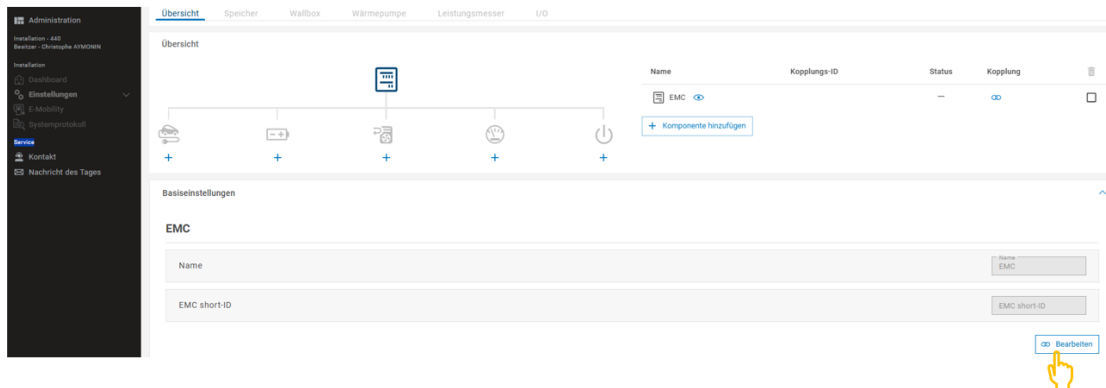 Administration
Installation - 440
Besitzer - Christophe AYMONIN
Installation
Dashboard
Einstellungen
E-Mobility
Systemprotokoll
Service
Kontakt
Nachricht des Tages
Übersicht Speicher Wallbox Wärmepumpe Leistungsmesser I/O
Übersicht
+ + + + +
Name Kopplungs-ID Status Kopplung
EMC –
+ Komponente hinzufügen
Basiseinstellungen
EMC
Name
Name
EMC
EMC short-ID EMC short-ID
Bearbeiten